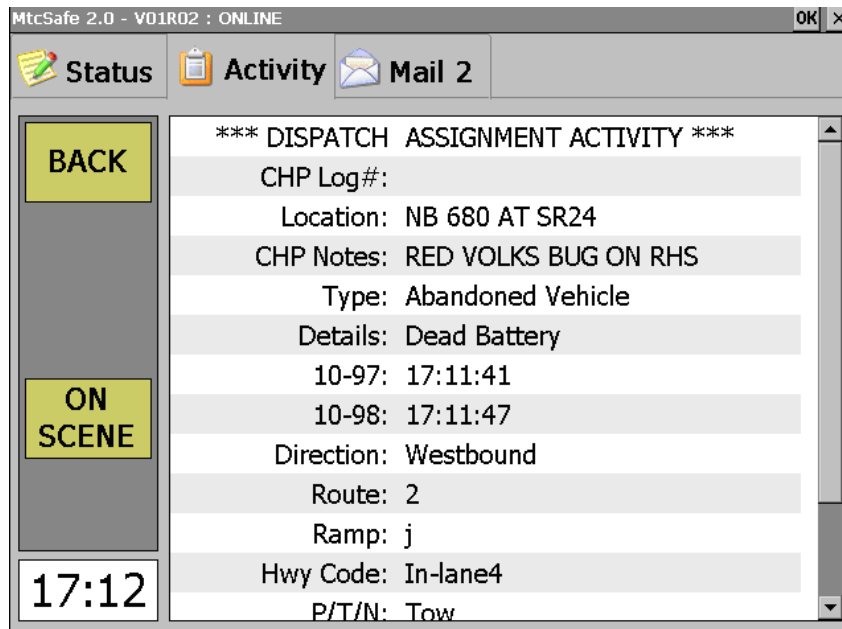 MtcSafe 2.0 - V01R02 : ONLINE OK ×
Status Activity Mail 2
BACK
ON
SCENE
17:12
*** DISPATCH ASSIGNMENT ACTIVITY ***
CHP Log#:
Location: NB 680 AT SR24
CHP Notes: RED VOLKS BUG ON RHS
Type: Abandoned Vehicle
Details: Dead Battery
10-97: 17:11:41
10-98: 17:11:47
Direction: Westbound
Route: 2
Ramp: j
Hwy Code: In-lane4
P/T/N: Tow